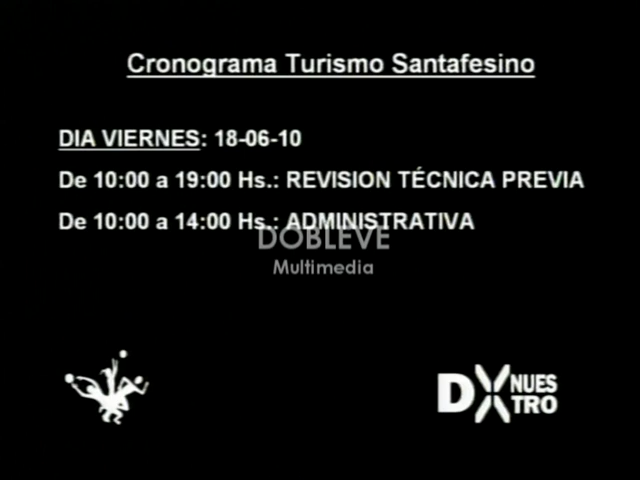 Cronograma Turismo Santafesino
DIA VIERNES: 18-06-10
De 10:00 a 19:00 Hs.: REVISION TÉCNICA PREVIA
De 10:00 a 14:00 Hs.: ADMINISTRATIVA
DOBLEVE
Multimedia
DX NUES
TRO